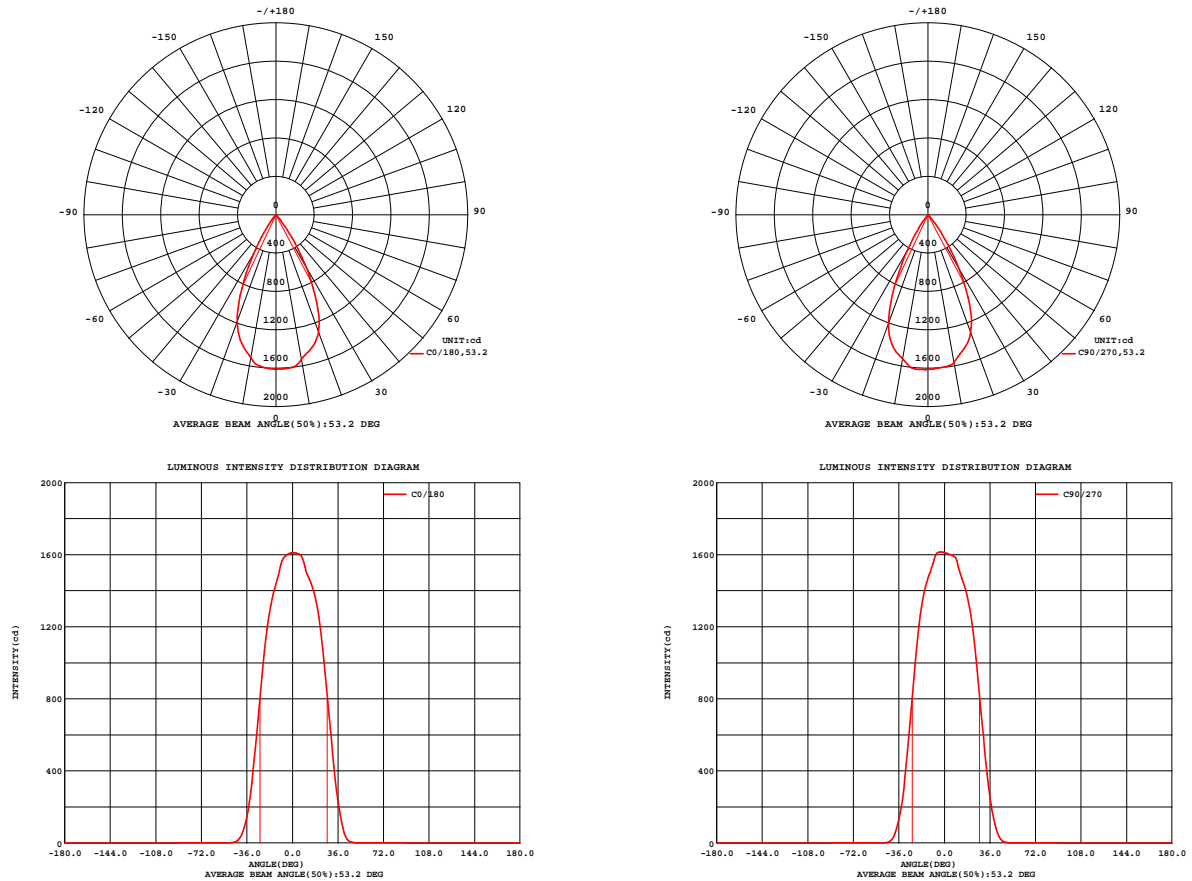 -/+180
-150 150
-120 120
-90 90
0
400
800
1200
1600
2000
-60 60
-30 30
0
UNIT:cd
C0/180,53.2
AVERAGE BEAM ANGLE(50%):53.2 DEG
-/+180
-150 150
-120 120
-90 90
0
400
800
1200
1600
2000
-60 60
-30 30
0
UNIT:cd
C90/270,53.2
AVERAGE BEAM ANGLE(50%):53.2 DEG
LUMINOUS INTENSITY DISTRIBUTION DIAGRAM
C0/180
INTENSITY(cd)
2000
1600
1200
800
400
0
-180.0 -144.0 -108.0 -72.0 -36.0 0.0 36.0 72.0 108.0 144.0 180.0
ANGLE(DEG)
AVERAGE BEAM ANGLE(50%):53.2 DEG
LUMINOUS INTENSITY DISTRIBUTION DIAGRAM
C90/270
INTENSITY(cd)
2000
1600
1200
800
400
0
-180.0 -144.0 -108.0 -72.0 -36.0 0.0 36.0 72.0 108.0 144.0 180.0
ANGLE(DEG)
AVERAGE BEAM ANGLE(50%):53.2 DEG